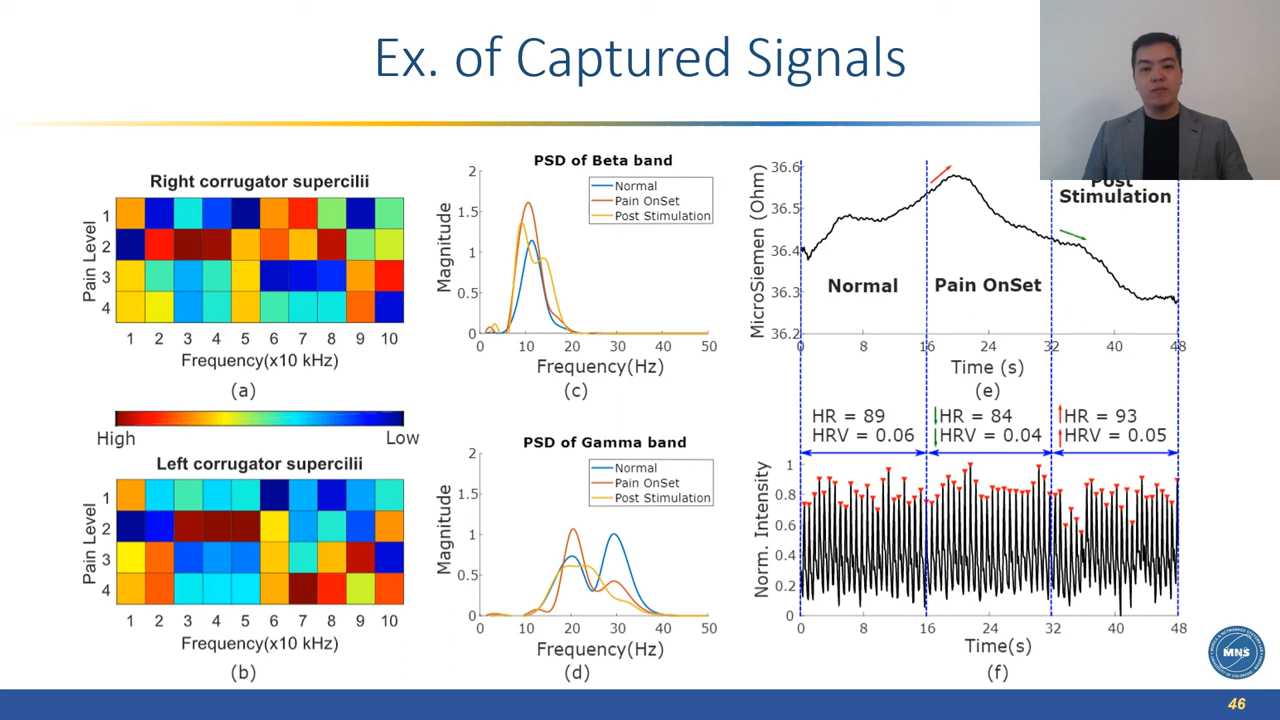 Ex. of Captured Signals
Right corrugator supercilii
Pain Level
1
2
3
4
1 2 3 4 5 6 7 8 9 10
Frequency(x10 kHz)
(a)
High
Low
Left corrugator supercilii
Pain Level
1
2
3
4
1 2 3 4 5 6 7 8 9 10
Frequency(x10 kHz)
(b)
PSD of Beta band
Normal
Pain OnSet
Post Stimulation
Magnitude
2
1.5
1
0.5
0
0 10 20 30 40 50
Frequency(Hz)
(c)
PSD of Gamma band
Normal
Pain OnSet
Post Stimulation
Magnitude
2
1.5
1
0.5
0
0 10 20 30 40 50
Frequency(Hz)
(d)
MicroSiemen (Ohm)
36.6
36.5
36.4
36.3
36.2
Normal
Pain OnSet
Post
Stimulation
0 8 16 24 32 40 48
Time (s)
(e)
HR = 89
HRV = 0.06
HR = 84
HRV = 0.04
HR = 93
HRV = 0.05
Norm. Intensity
1
0.8
0.6
0.4
0.2
0
0 8 16 24 32 40 48
Time(s)
(f)
MNS
46